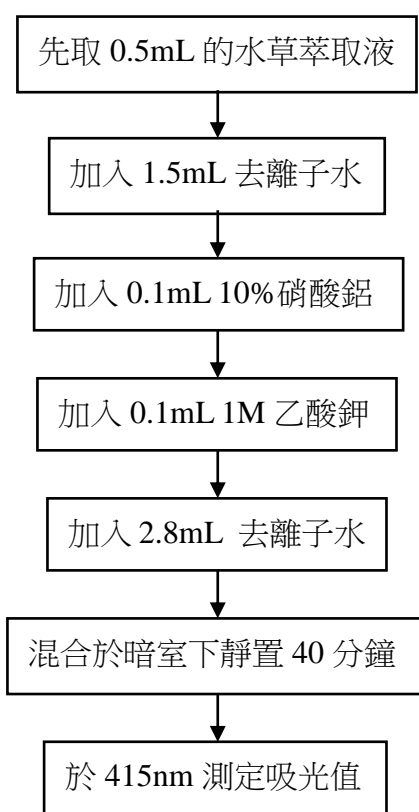 先取 0.5mL 的水草萃取液
加入 1.5mL 去離子水
加入 0.1mL 10%硝酸鋁
加入 0.1mL 1M 乙酸鉀
加入 2.8mL 去離子水
混合於暗室下靜置 40 分鐘
於 415nm 測定吸光值